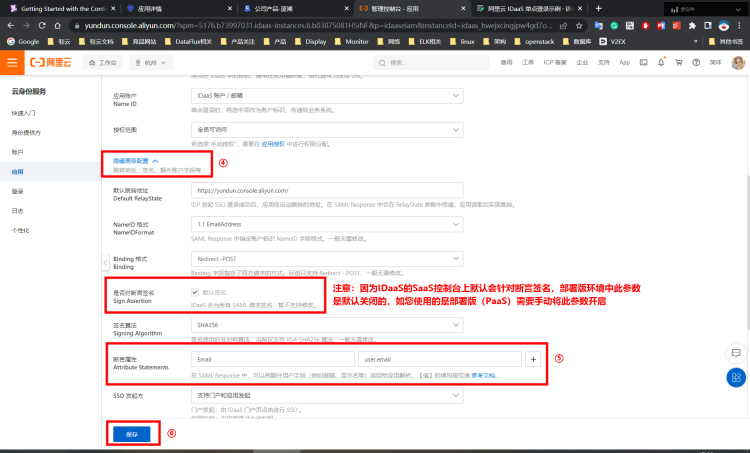 Getting Started with the Con
应用详情
公司产品-蓝湖
管理控制台 - 应用
阿里云 IDaaS 单点登录示例 - 语
yundun.console.aliyun.com/?spm=5176.b73997031.idaas-instances.6.b03875081H5iNF&p=idaaseiam#instanceId=idaas_hwejxcingjpw4gd7o...
Google
驻云
驻云文档
竞品网站
DataFlux相关
产品关注
产品
Display
Monitor
网络
ELK相关
linux
架构
openstack
数据库
V2EX
其他书签
阿里云
工作台
杭州
搜索...
费用
工单
ICP 备案
企业
支持
App
简体
云身份服务
快速入门
身份提供方
账户
应用
登录
日志
个性化
应用账户
Name ID
IDaaS 账户 / 邮箱
单点登录时，将选中项作为账户标识，传递给业务系统。
授权范围
全员可访问
若选择“手动授权”，需要在 应用授权 中进行权限分配。
隐藏高级配置
④
跳转地址、签名、额外账户字段等
默认跳转地址
Default RelayState
https://yundun.console.aliyun.com/
IDP 发起 SSO 登录成功后，应用应自动跳转的地址。在 SAML Response 中会在 RelayState 参数中传递，应用读取后实现跳转。
NameID 格式
NameIDFormat
1.1 EmailAddress
SAML Response 中指定账户标识 NameID 字段格式。一般无需修改。
Binding 格式
Binding
Redirect -POST
Binding 字段指定了双方请求的方式。目前只支持 Redirect - POST，一般无需修改。
是否对断言签名
Sign Assertion
默认签名
IDaaS 会为所有 SAML 请求签名，暂不支持修改。
注意：因为IDaaS的SaaS控制台上默认会针对断言签名，部署版环境中此参数
是默认关闭的，如您使用的是部署版（PaaS）需要手动将此参数开启
签名算法
Signing Algorithm
SHA256
签名使用的非对称算法，当前仅支持 RSA-SHA256 算法，一般无需修改。
断言属性
Attribute Statements
Email
user.email
+
⑤
在 SAML Response 中，可以将额外用户字段（例如邮箱、显示名等）返回给应用解析。【值】的填写规范请 参考文档。
SSO 发起方
支持门户和应用发起
门户发起：由 IDaaS 门户页点击进行 SSO 。
保存
⑥